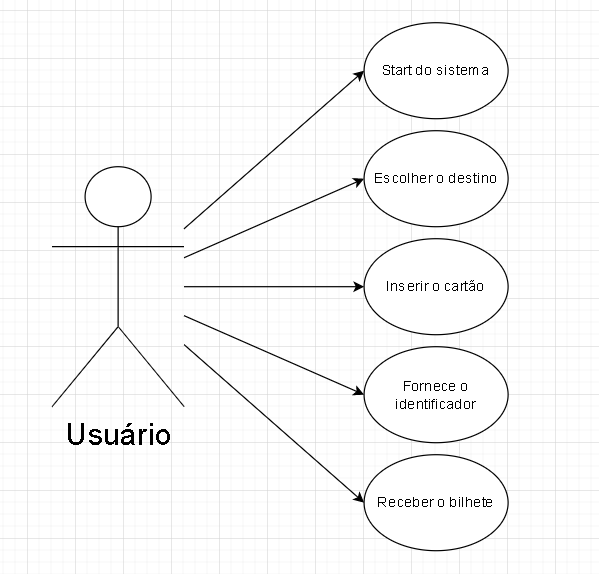 Start do sistema
Escolher o destino
Inserir o cartão
Fornece o
identificador
Usuário
Receber o bilhete